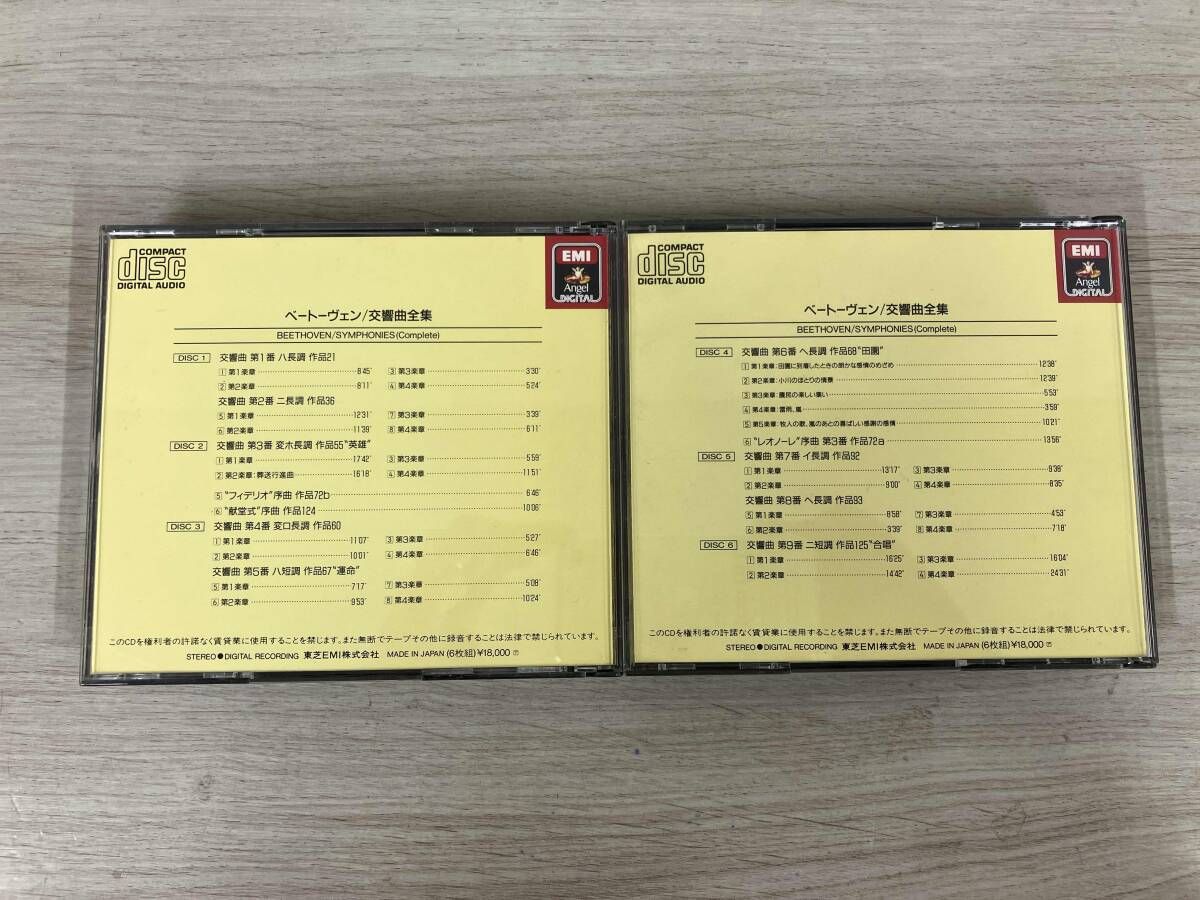 COMPACT
disc
DIGITAL AUDIO
EMI
Angel
DIGITAL
ベートーヴェン/交響曲全集
BEETHOVEN/SYMPHONIES(Complete)
DISC 1 交響曲 第1番 ハ長調 作品21
1 第1楽章 8'45" 3 第3楽章 3'30"
2 第2楽章 8'11" 4 第4楽章 5'24"
交響曲 第2番 ニ長調 作品36
5 第1楽章 12'31" 7 第3楽章 3'39"
6 第2楽章 11'39" 8 第4楽章 6'11"
DISC 2 交響曲 第3番 変ホ長調 作品55"英雄"
1 第1楽章 17'42" 3 第3楽章 5'59"
2 第2楽章:葬送行進曲 16'18" 4 第4楽章 11'51"
5 "フィデリオ"序曲 作品72b 6'46"
6 "献堂式"序曲 作品124 10'06"
DISC 3 交響曲 第4番 変ロ長調 作品60
1 第1楽章 11'07" 3 第3楽章 5'27"
2 第2楽章 10'01" 4 第4楽章 6'46"
交響曲 第5番 ハ短調 作品67"運命"
5 第1楽章 7'17" 7 第3楽章 5'08"
6 第2楽章 9'53" 8 第4楽章 10'24"
このCDを権利者の許諾なく賃貸業に使用することを禁じます。また無断でテープその他に録音することは法律で禁じられています。
STEREO●DIGITAL RECORDING 東芝EMI株式会社 MADE IN JAPAN (6枚組)¥18,000
COMPACT
disc
DIGITAL AUDIO
EMI
Angel
DIGITAL
ベートーヴェン/交響曲全集
BEETHOVEN/SYMPHONIES(Complete)
DISC 4 交響曲 第6番 ヘ長調 作品68"田園"
1 第1楽章:田園に到着したときの朗かな感情のめざめ 12'38"
2 第2楽章:小川のほとりの情景 12'39"
3 第3楽章:農民の楽しい集い 5'53"
4 第4楽章:雷雨、嵐 3'59"
5 第5楽章:牧人の歌、嵐のあとの喜ばしい感謝の感情 10'21"
6 "レオノーレ"序曲 第3番 作品72a 13'56"
DISC 5 交響曲 第7番 イ長調 作品92
1 第1楽章 13'17" 3 第3楽章 9'38"
2 第2楽章 9'00" 4 第4楽章 8'35"
交響曲 第8番 ヘ長調 作品93
5 第1楽章 8'58" 7 第3楽章 4'53"
6 第2楽章 3'39" 8 第4楽章 7'18"
DISC 6 交響曲 第9番 ニ短調 作品125"合唱"
1 第1楽章 16'25" 3 第3楽章 16'04"
2 第2楽章 14'42" 4 第4楽章 24'31"
このCDを権利者の許諾なく賃貸業に使用することを禁じます。また無断でテープその他に録音することは法律で禁じられています。
STEREO●DIGITAL RECORDING 東芝EMI株式会社 MADE IN JAPAN (6枚組)¥18,000